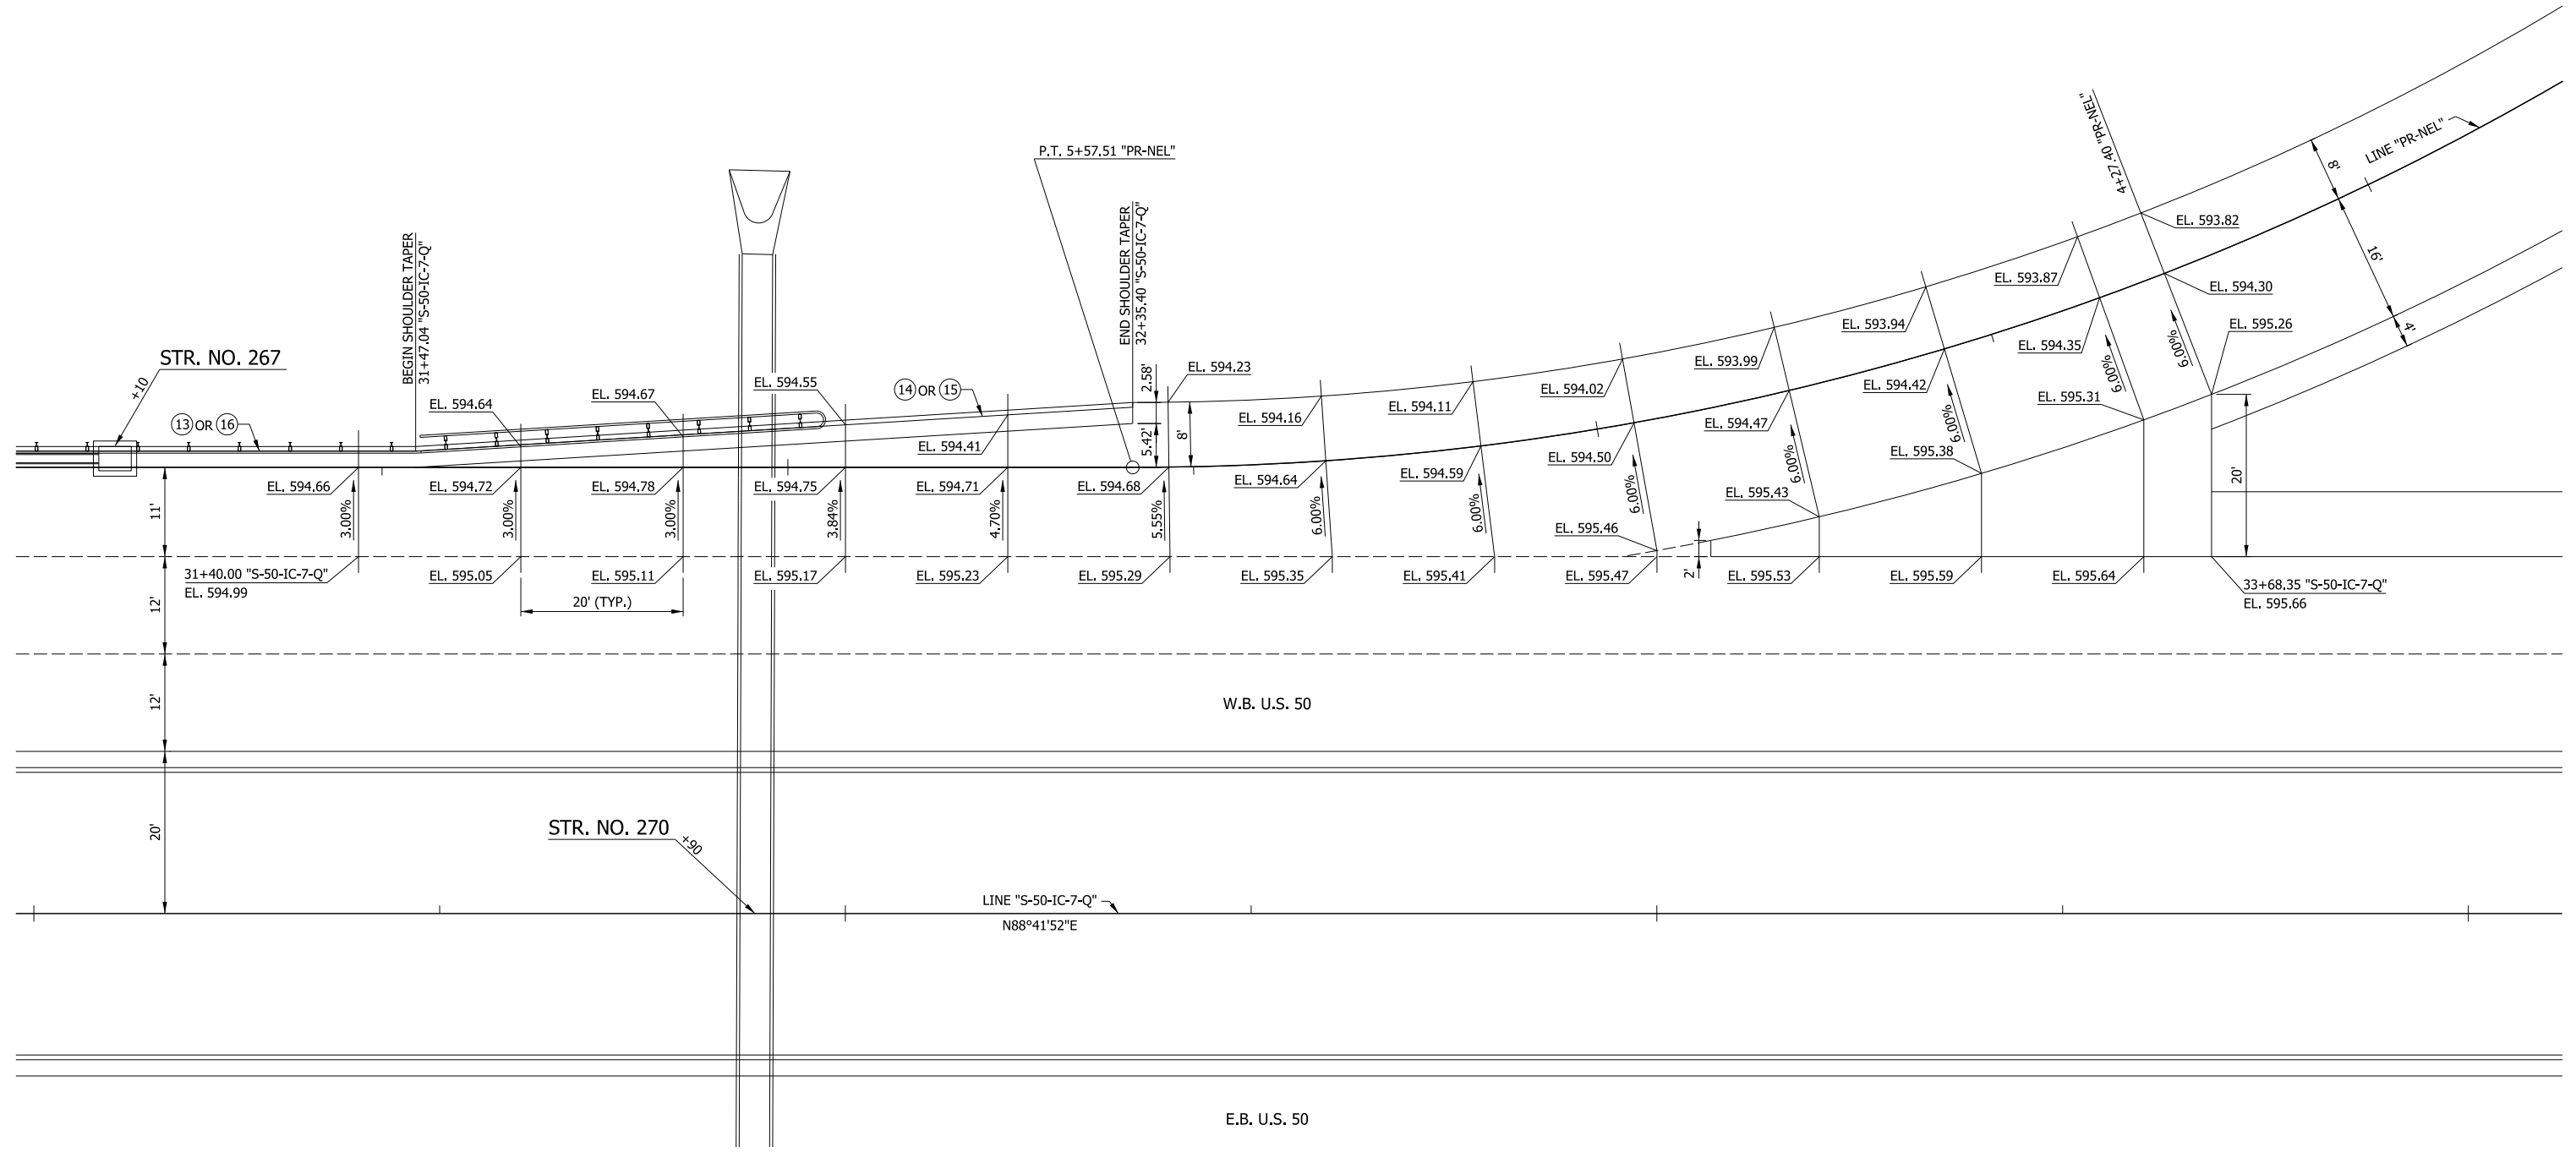 4+27.40 "PR-NEL"
LINE "PR-NEL"
8'
16'
4'
P.T. 5+57.51 "PR-NEL"
EL. 593.82
EL. 593.87
EL. 594.30
EL. 593.94
EL. 593.99
EL. 594.02
EL. 594.35
EL. 595.26
BEGIN SHOULDER TAPER
31+47.04 "S-50-IC-7-Q"
END SHOULDER TAPER
32+35.40 "S-50-IC-7-Q"
STR. NO. 267
+10
13 OR 16
EL. 594.64
EL. 594.67
EL. 594.55
14 OR 15
2.58'
5.42'
8'
EL. 594.23
EL. 594.16
EL. 594.11
EL. 594.41
EL. 594.47
EL. 594.42
EL. 595.31
EL. 594.66
EL. 594.72
EL. 594.78
EL. 594.75
EL. 594.71
EL. 594.68
EL. 594.64
EL. 594.59
EL. 594.50
EL. 595.38
EL. 595.43
EL. 595.46
11'
3.00%
3.00%
3.00%
3.84%
4.70%
5.55%
6.00%
6.00%
6.00%
6.00%
6.00%
6.00%
6.00%
20'
2'
31+40.00 "S-50-IC-7-Q"
EL. 594.99
EL. 595.05
EL. 595.11
EL. 595.17
EL. 595.23
EL. 595.29
EL. 595.35
EL. 595.41
EL. 595.47
EL. 595.53
EL. 595.59
EL. 595.64
33+68.35 "S-50-IC-7-Q"
EL. 595.66
20' (TYP.)
12'
12'
W.B. U.S. 50
20'
STR. NO. 270
+90
LINE "S-50-IC-7-Q"
N88°41'52"E
E.B. U.S. 50